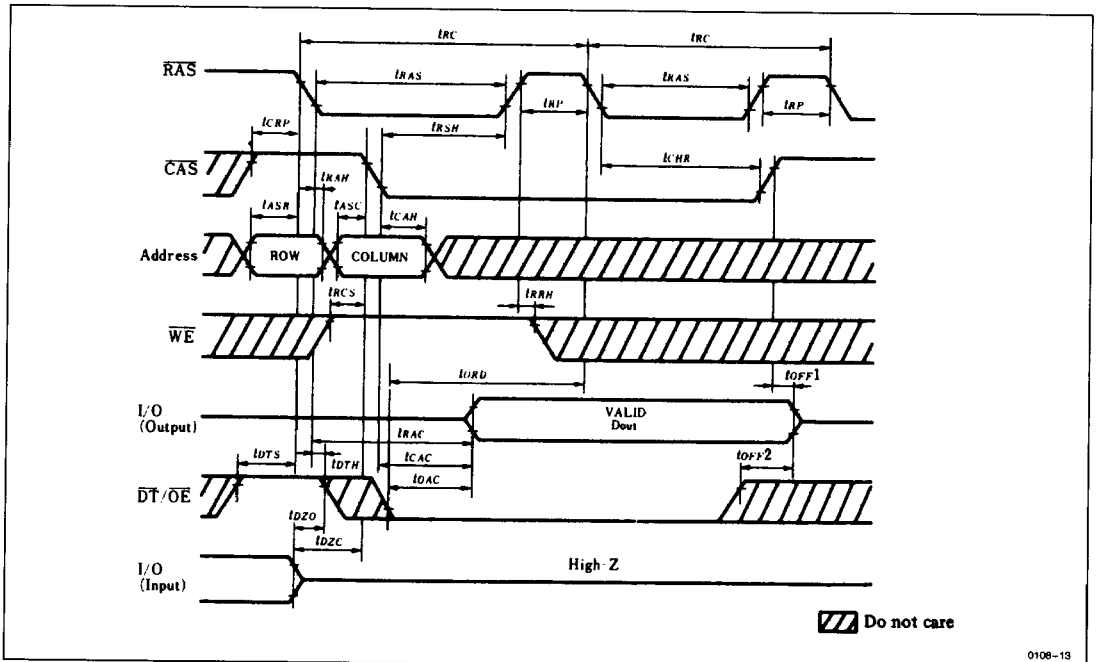 tRC tRC
RAS tRAS tRAS
tRP tRP
tCRP tRSH
CAS tCHR
tRAH
tASR tASC tCAH
Address ROW COLUMN
tRCS tRRH
WE
tORD tOFF1
I/O
(Output)
VALID
Dout
tRAC
tCAC tOFF2
tDTS tDTH tOAC
DT/OE
tDZO
tDZC
I/O
(Input)
High-Z
Do not care
0108-13